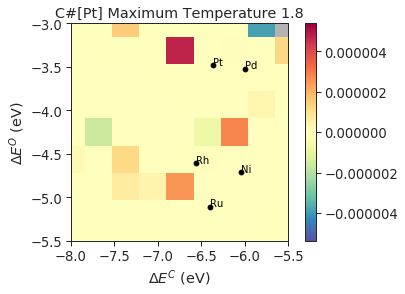 C#[Pt] Maximum Temperature 1.8
−3.0
−3.5
−4.0
−4.5
−5.0
−5.5
ΔE^O (eV)
Pt
Pd
Rh
Ni
Ru
−8.0 −7.5 −7.0 −6.5 −6.0 −5.5
ΔE^C (eV)
0.000004
0.000002
0.000000
−0.000002
−0.000004